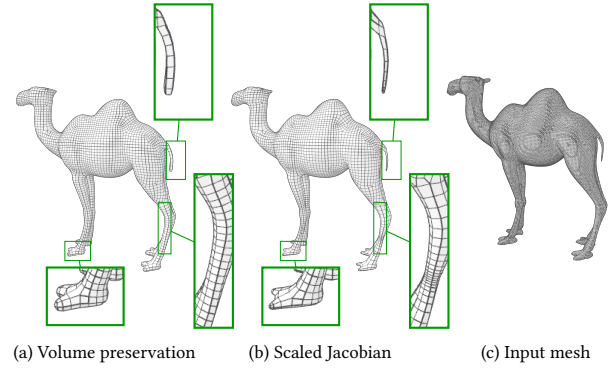 (a) Volume preservation
(b) Scaled Jacobian
(c) Input mesh